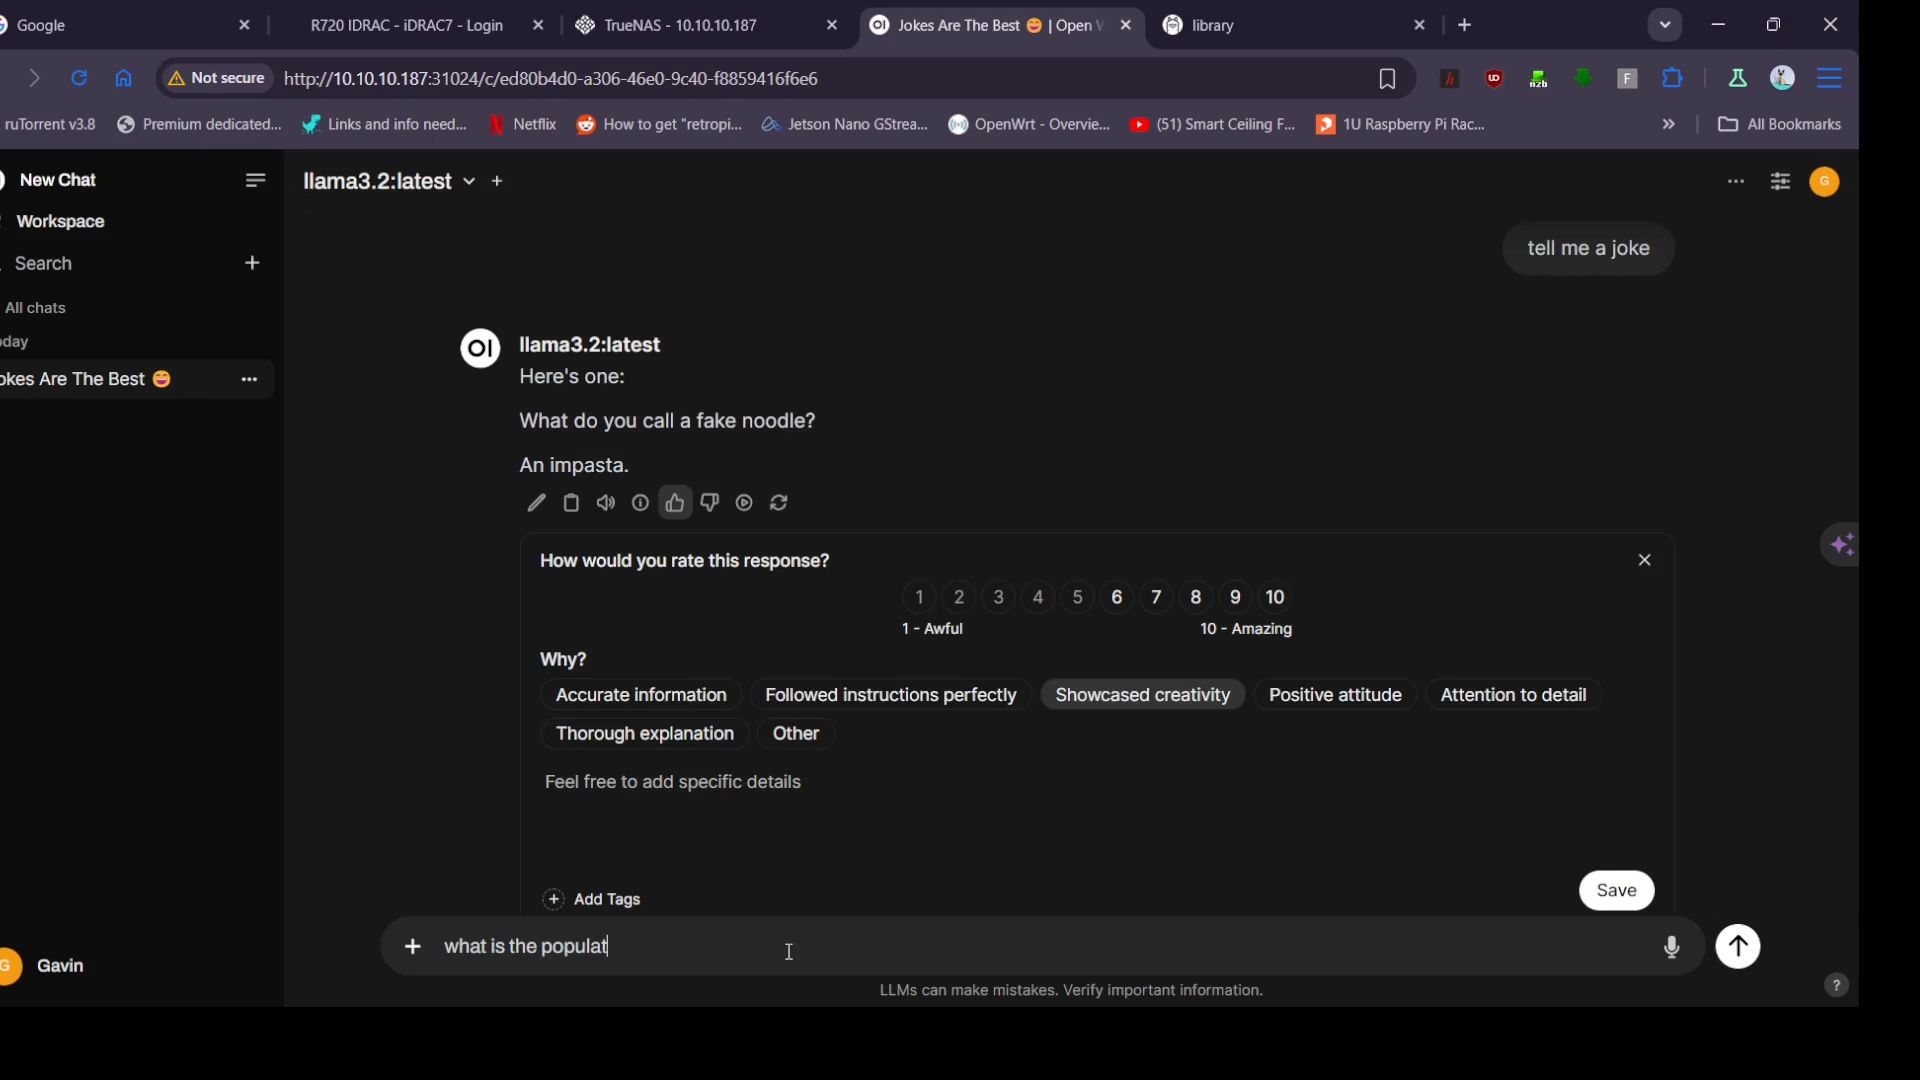 Google
R720 IDRAC - iDRAC7 - Login
TrueNAS - 10.10.10.187
Jokes Are The Best 😄 | Open
library
Not secure
http://10.10.10.187:31024/c/ed80b4d0-a306-46e0-9c40-f8859416f6e6
ruTorrent v3.8
Premium dedicated...
Links and info need...
Netflix
How to get "retropi...
Jetson Nano GStrea...
OpenWrt - Overvie...
(51) Smart Ceiling F...
1U Raspberry Pi Rac...
All Bookmarks
New Chat
Workspace
Search
All chats
oday
okes Are The Best 😄
Gavin
llama3.2:latest
G
tell me a joke
OI
llama3.2:latest
Here's one:
What do you call a fake noodle?
An impasta.
How would you rate this response?
1 2 3 4 5 6 7 8 9 10
1 - Awful
10 - Amazing
Why?
Accurate information
Followed instructions perfectly
Showcased creativity
Positive attitude
Attention to detail
Thorough explanation
Other
Feel free to add specific details
Add Tags
Save
what is the populat
LLMs can make mistakes. Verify important information.
?